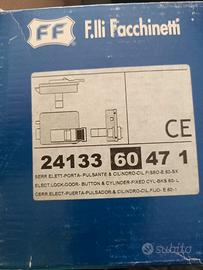 FF
F.lli Facchinetti
CE
24133 60 47 1
SERR.ELETT-PORTA-PULSANTE & CILINDRO-CIL.FISSO-E.60-SX
ELECT.LOCK/DOOR- BUTTON & CYLINDER-FIXED CYL-BKS.60-L
CERR.ELECT-PUERTA-PULSADOR & CILINDRO-CIL.FIJO-E.60-I
subito